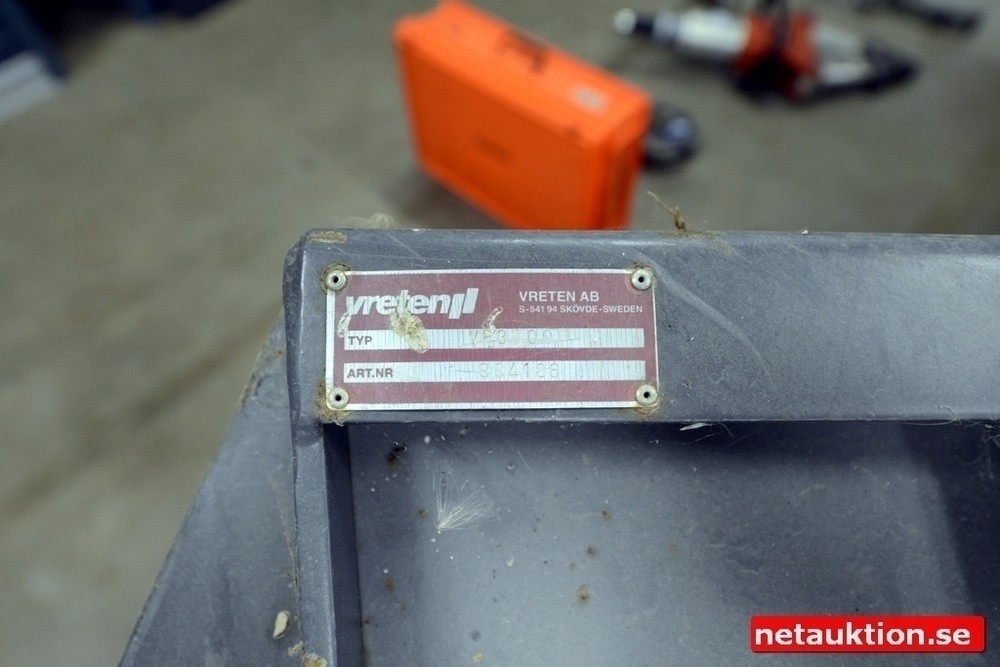 vreten
VRETEN AB
S-541 94 SKÖVDE-SWEDEN
TYP
ART.NR
netauktion.se